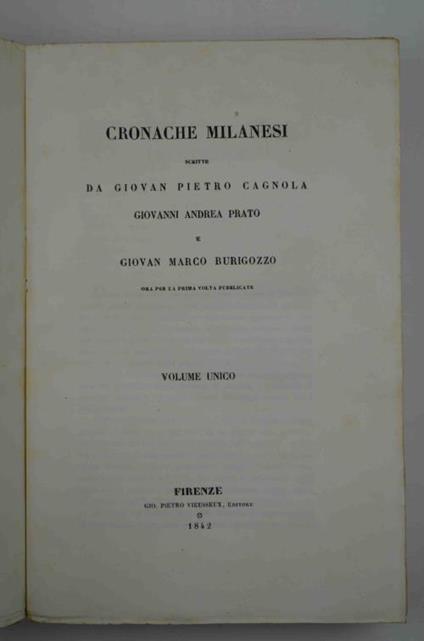 CRONACHE MILANESI
SCRITTE
DA GIOVAN PIETRO CAGNOLA
GIOVANNI ANDREA PRATO
E
GIOVAN MARCO BURIGOZZO
ORA PER LA PRIMA VOLTA PUBBLICATE
VOLUME UNICO
FIRENZE
GIO. PIETRO VIEUSSEUX, EDITORE
1842